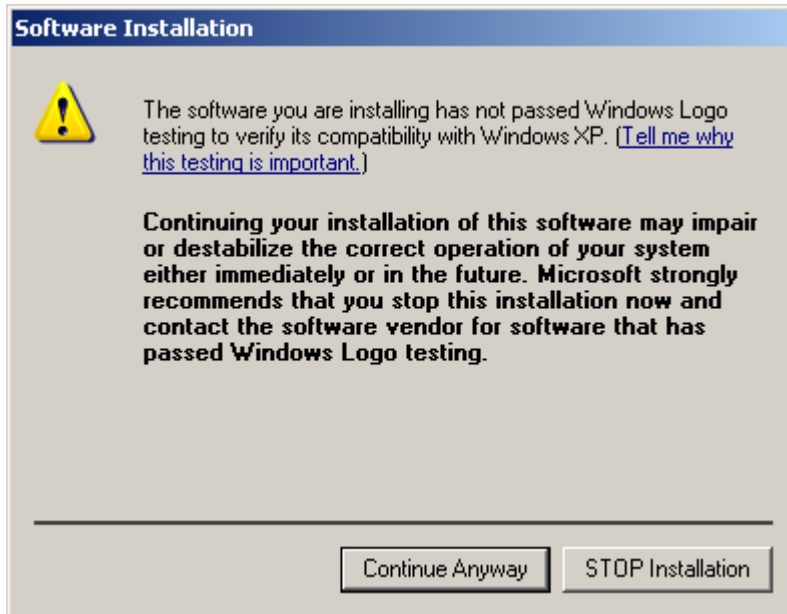 Software Installation
The software you are installing has not passed Windows Logo
testing to verify its compatibility with Windows XP. (Tell me why
this testing is important.)
Continuing your installation of this software may impair
or destabilize the correct operation of your system
either immediately or in the future. Microsoft strongly
recommends that you stop this installation now and
contact the software vendor for software that has
passed Windows Logo testing.
Continue Anyway
STOP Installation